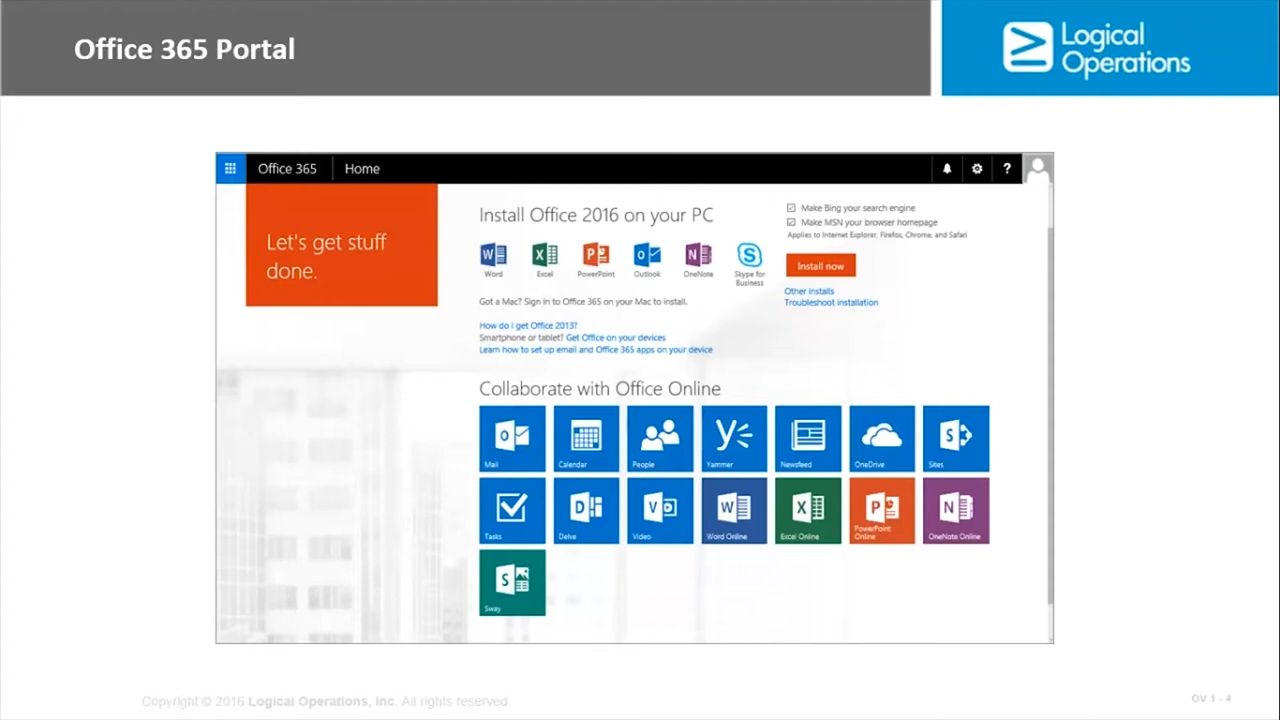 Office 365 Portal
Logical
Operations
Office 365
Home
?
Let's get stuff
done.
Install Office 2016 on your PC
Word
Excel
PowerPoint
Outlook
OneNote
Skype for
Business
Got a Mac? Sign in to Office 365 on your Mac to install.
How do I get Office 2013?
Smartphone or tablet? Get Office on your devices
Learn how to set up email and Office 365 apps on your device
Make Bing your search engine
Make MSN your browser homepage
Applies to Internet Explorer, Firefox, Chrome, and Safari
Install now
Other installs
Troubleshoot installation
Collaborate with Office Online
Mail
Calendar
People
Yammer
Newsfeed
OneDrive
Sites
Tasks
Delve
Video
Word Online
Excel Online
PowerPoint
Online
OneNote Online
Sway
Copyright © 2016 Logical Operations, Inc. All rights reserved
OV 1 - 4